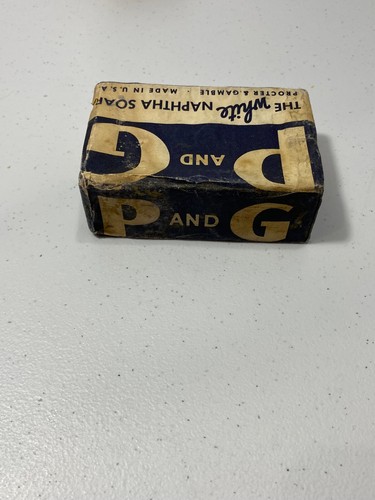 THE white NAPHTHA SOAP
PROCTER & GAMBLE - MADE IN U.S.A.
P AND G
P AND G